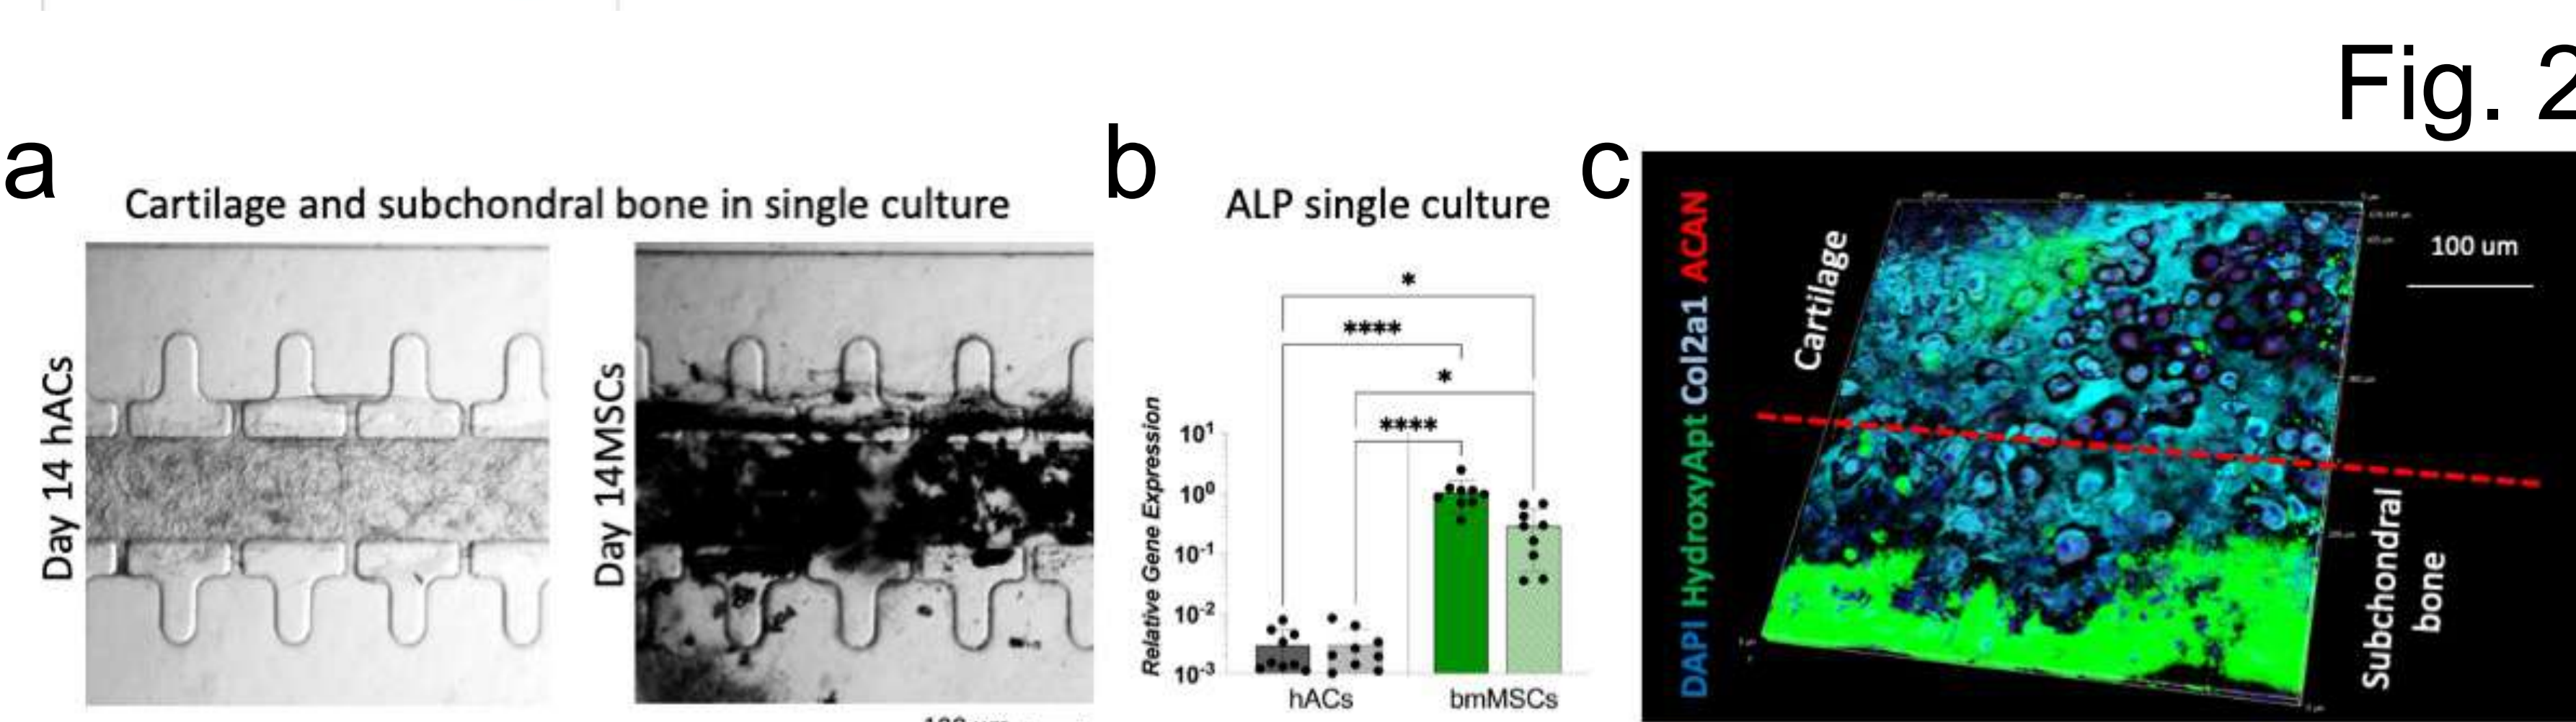 Fig. 2
a
Cartilage and subchondral bone in single culture
Day 14 hACs
Day 14MSCs
b
ALP single culture
*
****
*
****
Relative Gene Expression
10¹
10⁰
10⁻¹
10⁻²
10⁻³
hACs
bmMSCs
c
DAPI HydroxyApt Col2a1 ACAN
Cartilage
100 um
Subchondral
bone